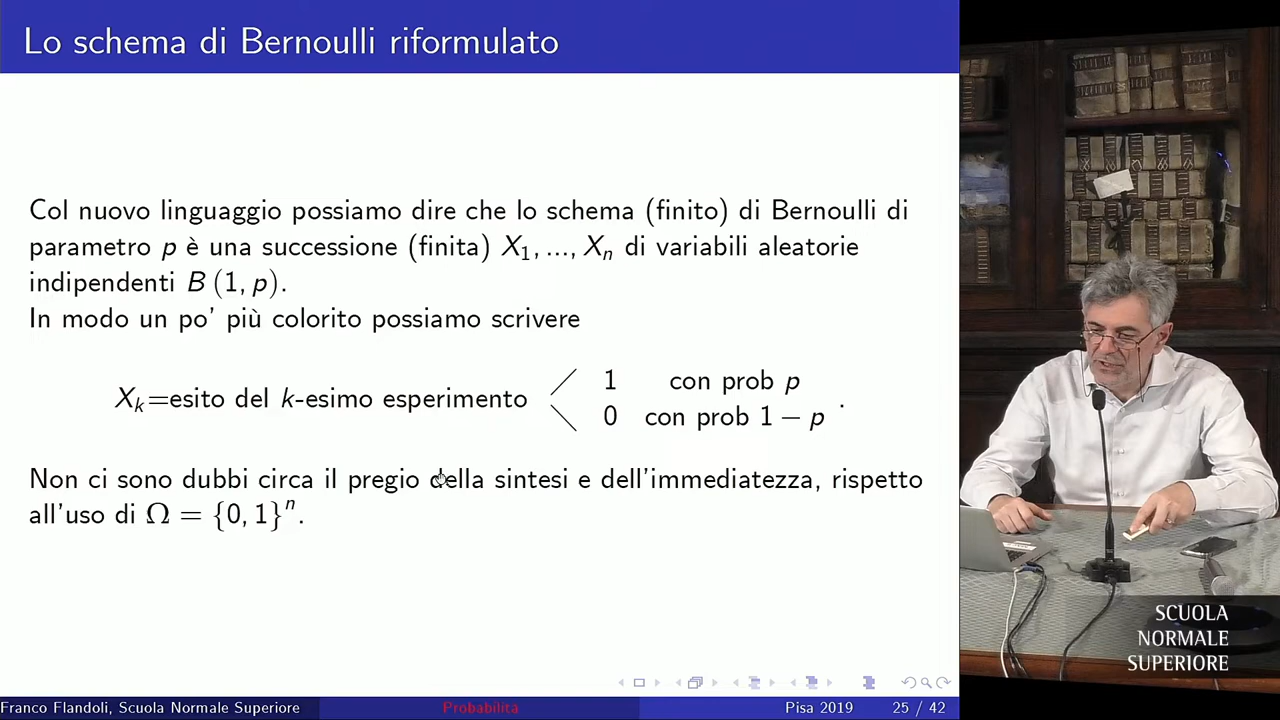 Lo schema di Bernoulli riformulato
Col nuovo linguaggio possiamo dire che lo schema (finito) di Bernoulli di
parametro p è una successione (finita) X₁, ..., Xₙ di variabili aleatorie
indipendenti B (1, p).
In modo un po' più colorito possiamo scrivere
1 con prob p
Xₖ=esito del k-esimo esperimento
0 con prob 1 − p .
Non ci sono dubbi circa il pregio della sintesi e dell'immediatezza, rispetto
all'uso di Ω = {0, 1}ⁿ.
Franco Flandoli, Scuola Normale Superiore Probabilità Pisa 2019 25 / 42
SCUOLA
NORMALE
SUPERIORE